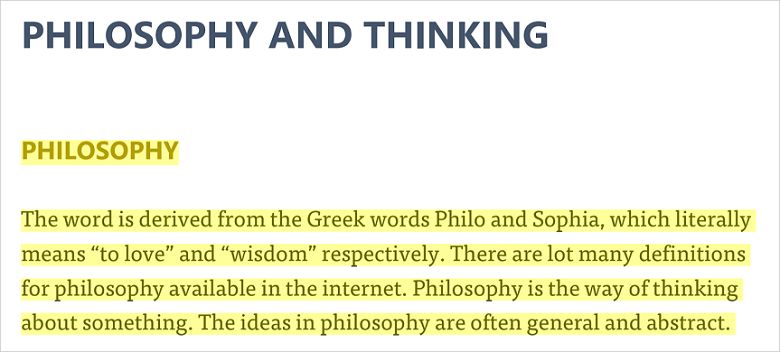 PHILOSOPHY AND THINKING
PHILOSOPHY
The word is derived from the Greek words Philo and Sophia, which literally
means “to love” and “wisdom” respectively. There are lot many definitions
for philosophy available in the internet. Philosophy is the way of thinking
about something. The ideas in philosophy are often general and abstract.